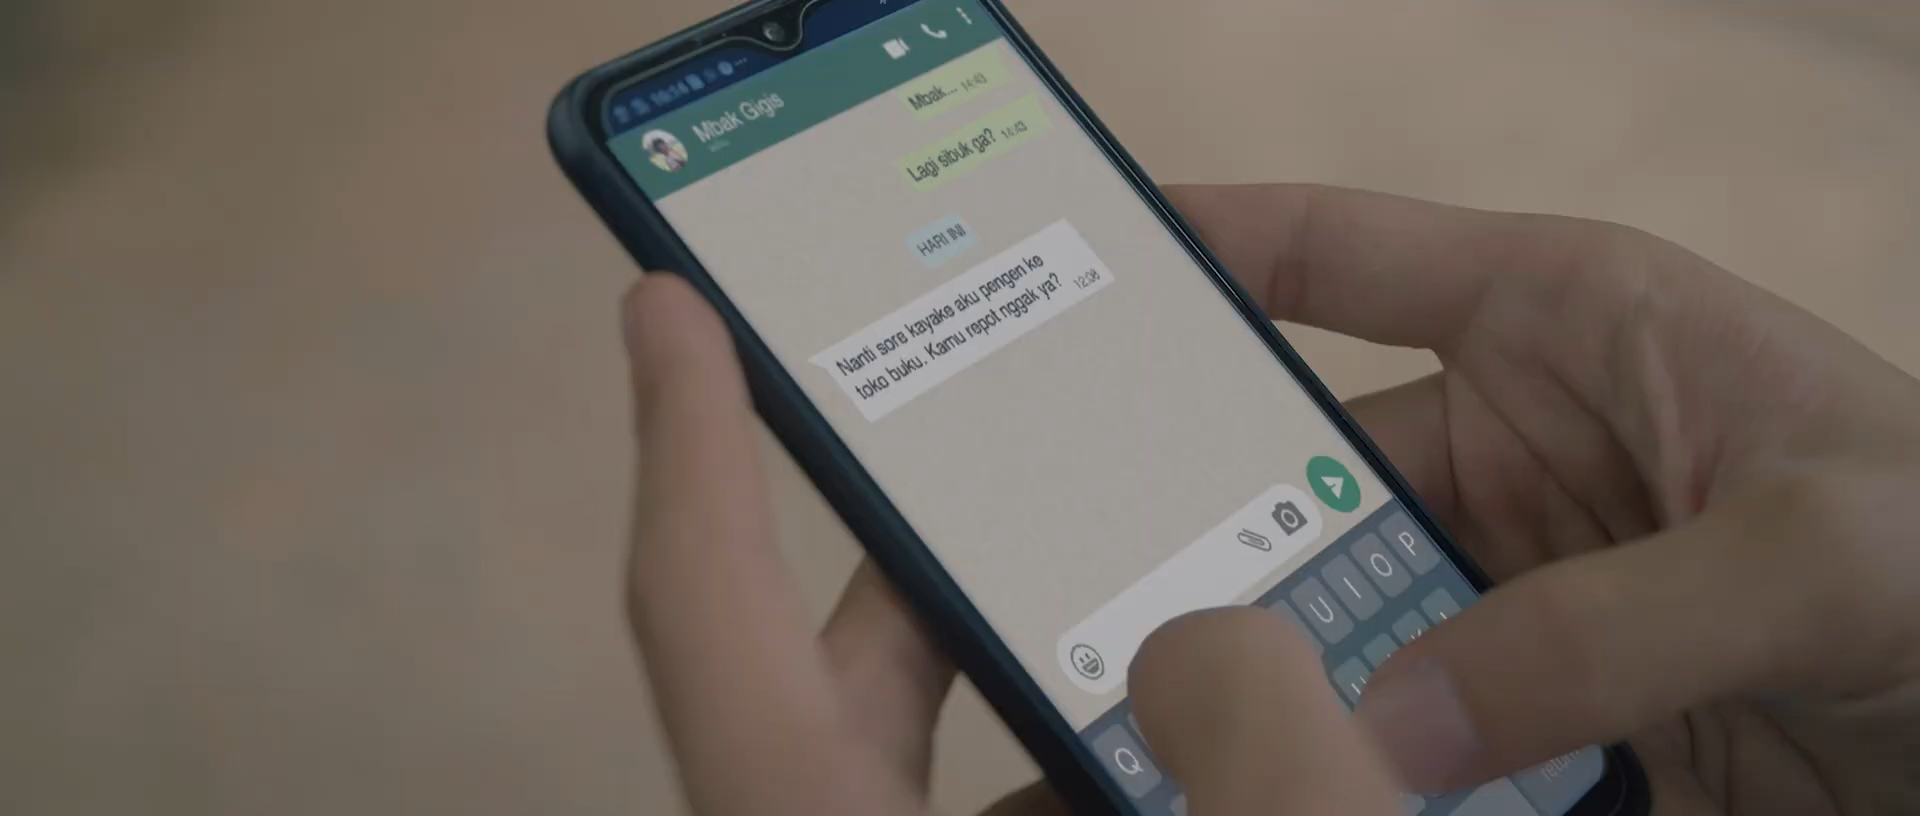 Mbak Gigis
Mbak... 14:43
Lagi sibuk ga? 14:43
HARI INI
Nanti sore kayake aku pengen ke
toko buku. Kamu repot nggak ya? 12:08
U I O P
Q
return